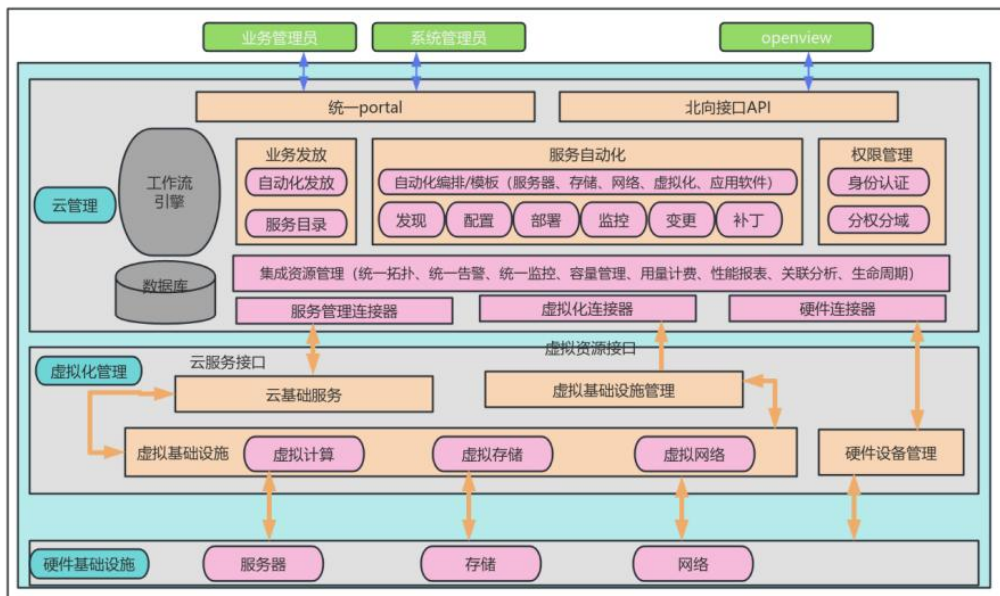 业务管理员
系统管理员
openview
统一portal
北向接口API
云管理
工作流
引擎
数据库
业务发放
自动化发放
服务目录
服务自动化
自动化编排/模板（服务器、存储、网络、虚拟化、应用软件）
发现
配置
部署
监控
变更
补丁
权限管理
身份认证
分权分域
集成资源管理（统一拓扑、统一告警、统一监控、容量管理、用量计费、性能报表、关联分析、生命周期）
服务管理连接器
虚拟化连接器
硬件连接器
虚拟化管理
云服务接口
虚拟资源接口
云基础服务
虚拟基础设施管理
虚拟基础设施
虚拟计算
虚拟存储
虚拟网络
硬件设备管理
硬件基础设施
服务器
存储
网络